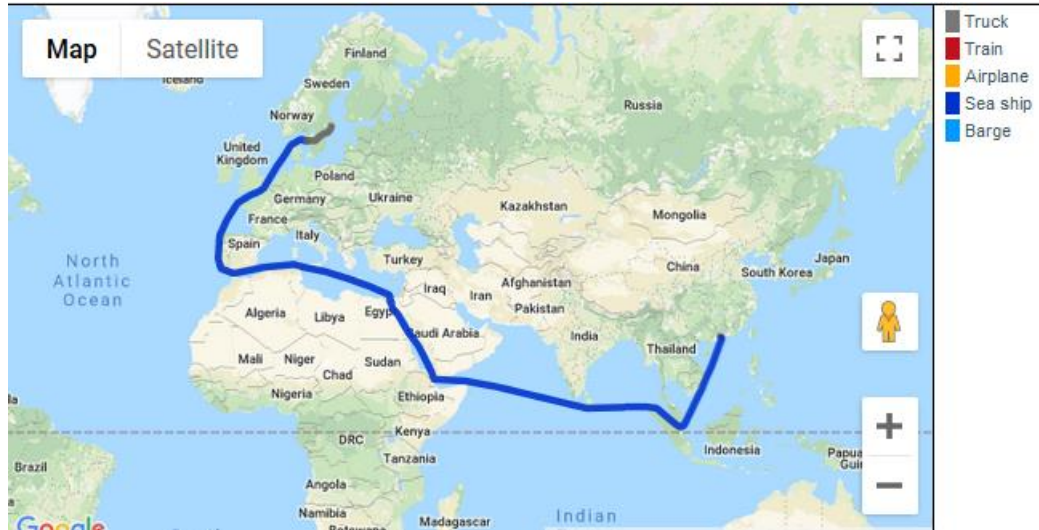 Map Satellite
Truck
Train
Airplane
Sea ship
Barge
Iceland
Finland
Sweden
Norway
Russia
United
Kingdom
Poland
Germany
Ukraine
France
Kazakhstan
Mongolia
Italy
Spain
Turkey
China
South Korea
Japan
North
Atlantic
Ocean
Iraq
Iran
Afghanistan
Pakistan
Algeria
Libya
Egypt
Saudi Arabia
India
Thailand
Mali
Niger
Chad
Sudan
Nigeria
Ethiopia
DRC
Kenya
Tanzania
Indonesia
Papua
Brazil
Angola
Namibia
Botswana
Madagascar
Indian
Google